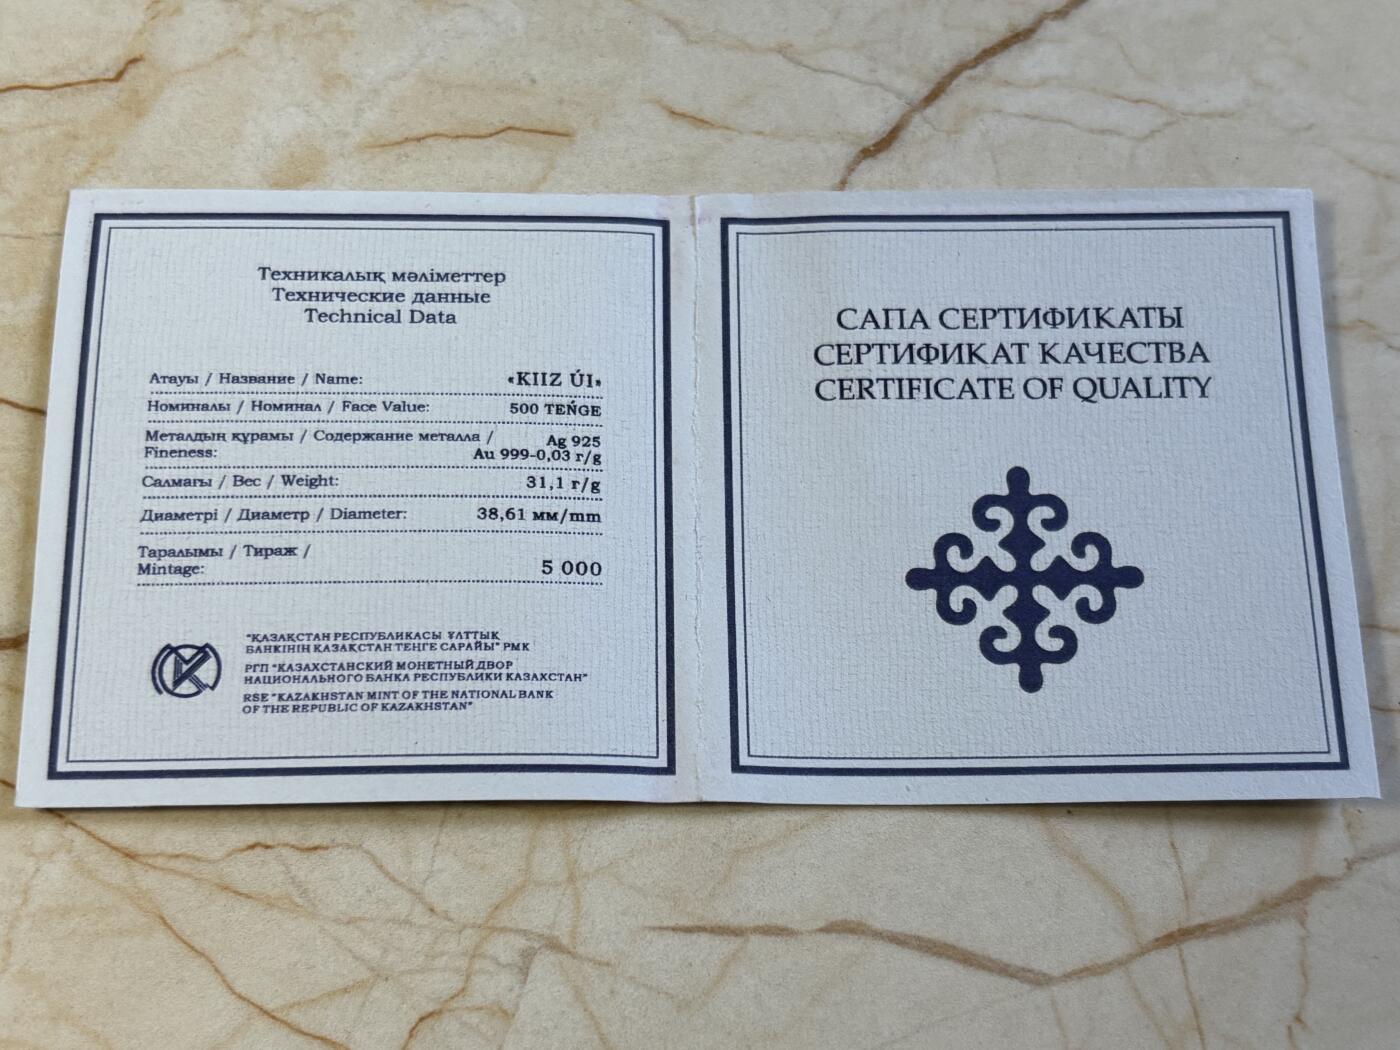 Техникалық мәліметтер
Технические данные
Technical Data
Атауы / Название / Name: «KIIZ ÚI»
Номиналы / Номинал / Face Value: 500 TEŃGE
Металдың құрамы / Содержание металла / Ag 925
Fineness: Au 999-0,03 г/g
Салмағы / Вес / Weight: 31,1 г/g
Диаметрі / Диаметр / Diameter: 38,61 мм/mm
Таралымы / Тираж /
Mintage: 5 000
"ҚАЗАҚСТАН РЕСПУБЛИКАСЫ ҰЛТТЫҚ
БАНКІНІҢ ҚАЗАҚСТАН ТЕҢГЕ САРАЙЫ" РМК
РГП "КАЗАХСТАНСКИЙ МОНЕТНЫЙ ДВОР
НАЦИОНАЛЬНОГО БАНКА РЕСПУБЛИКИ КАЗАХСТАН"
RSE "KAZAKHSTAN MINT OF THE NATIONAL BANK
OF THE REPUBLIC OF KAZAKHSTAN"
САПА СЕРТИФИКАТЫ
СЕРТИФИКАТ КАЧЕСТВА
CERTIFICATE OF QUALITY